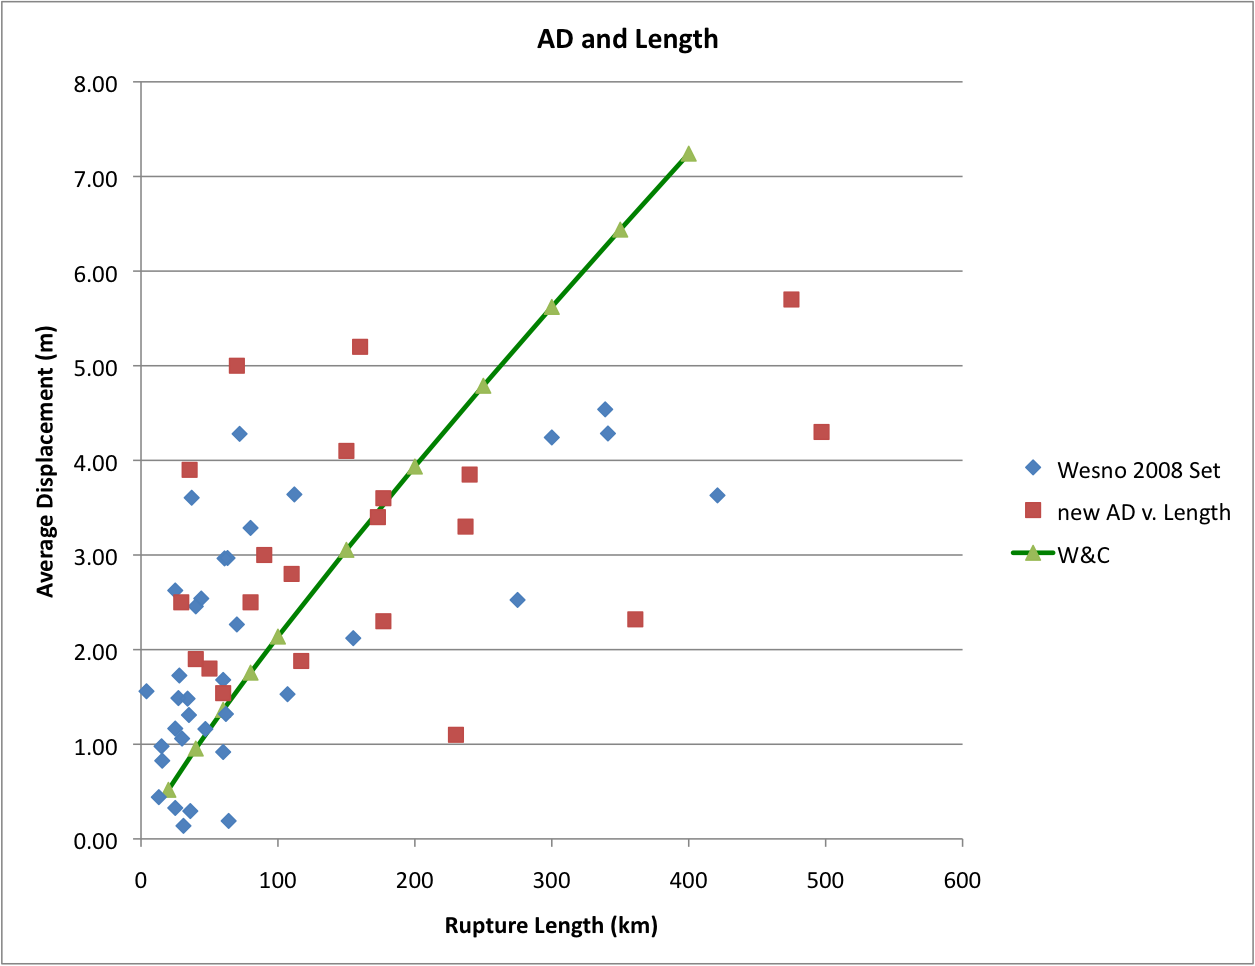 AD and Length
8.00
7.00
6.00
5.00
4.00
3.00
2.00
1.00
0.00
Average Displacement (m)
0 100 200 300 400 500 600
Rupture Length (km)
Wesno 2008 Set
new AD v. Length
W&C